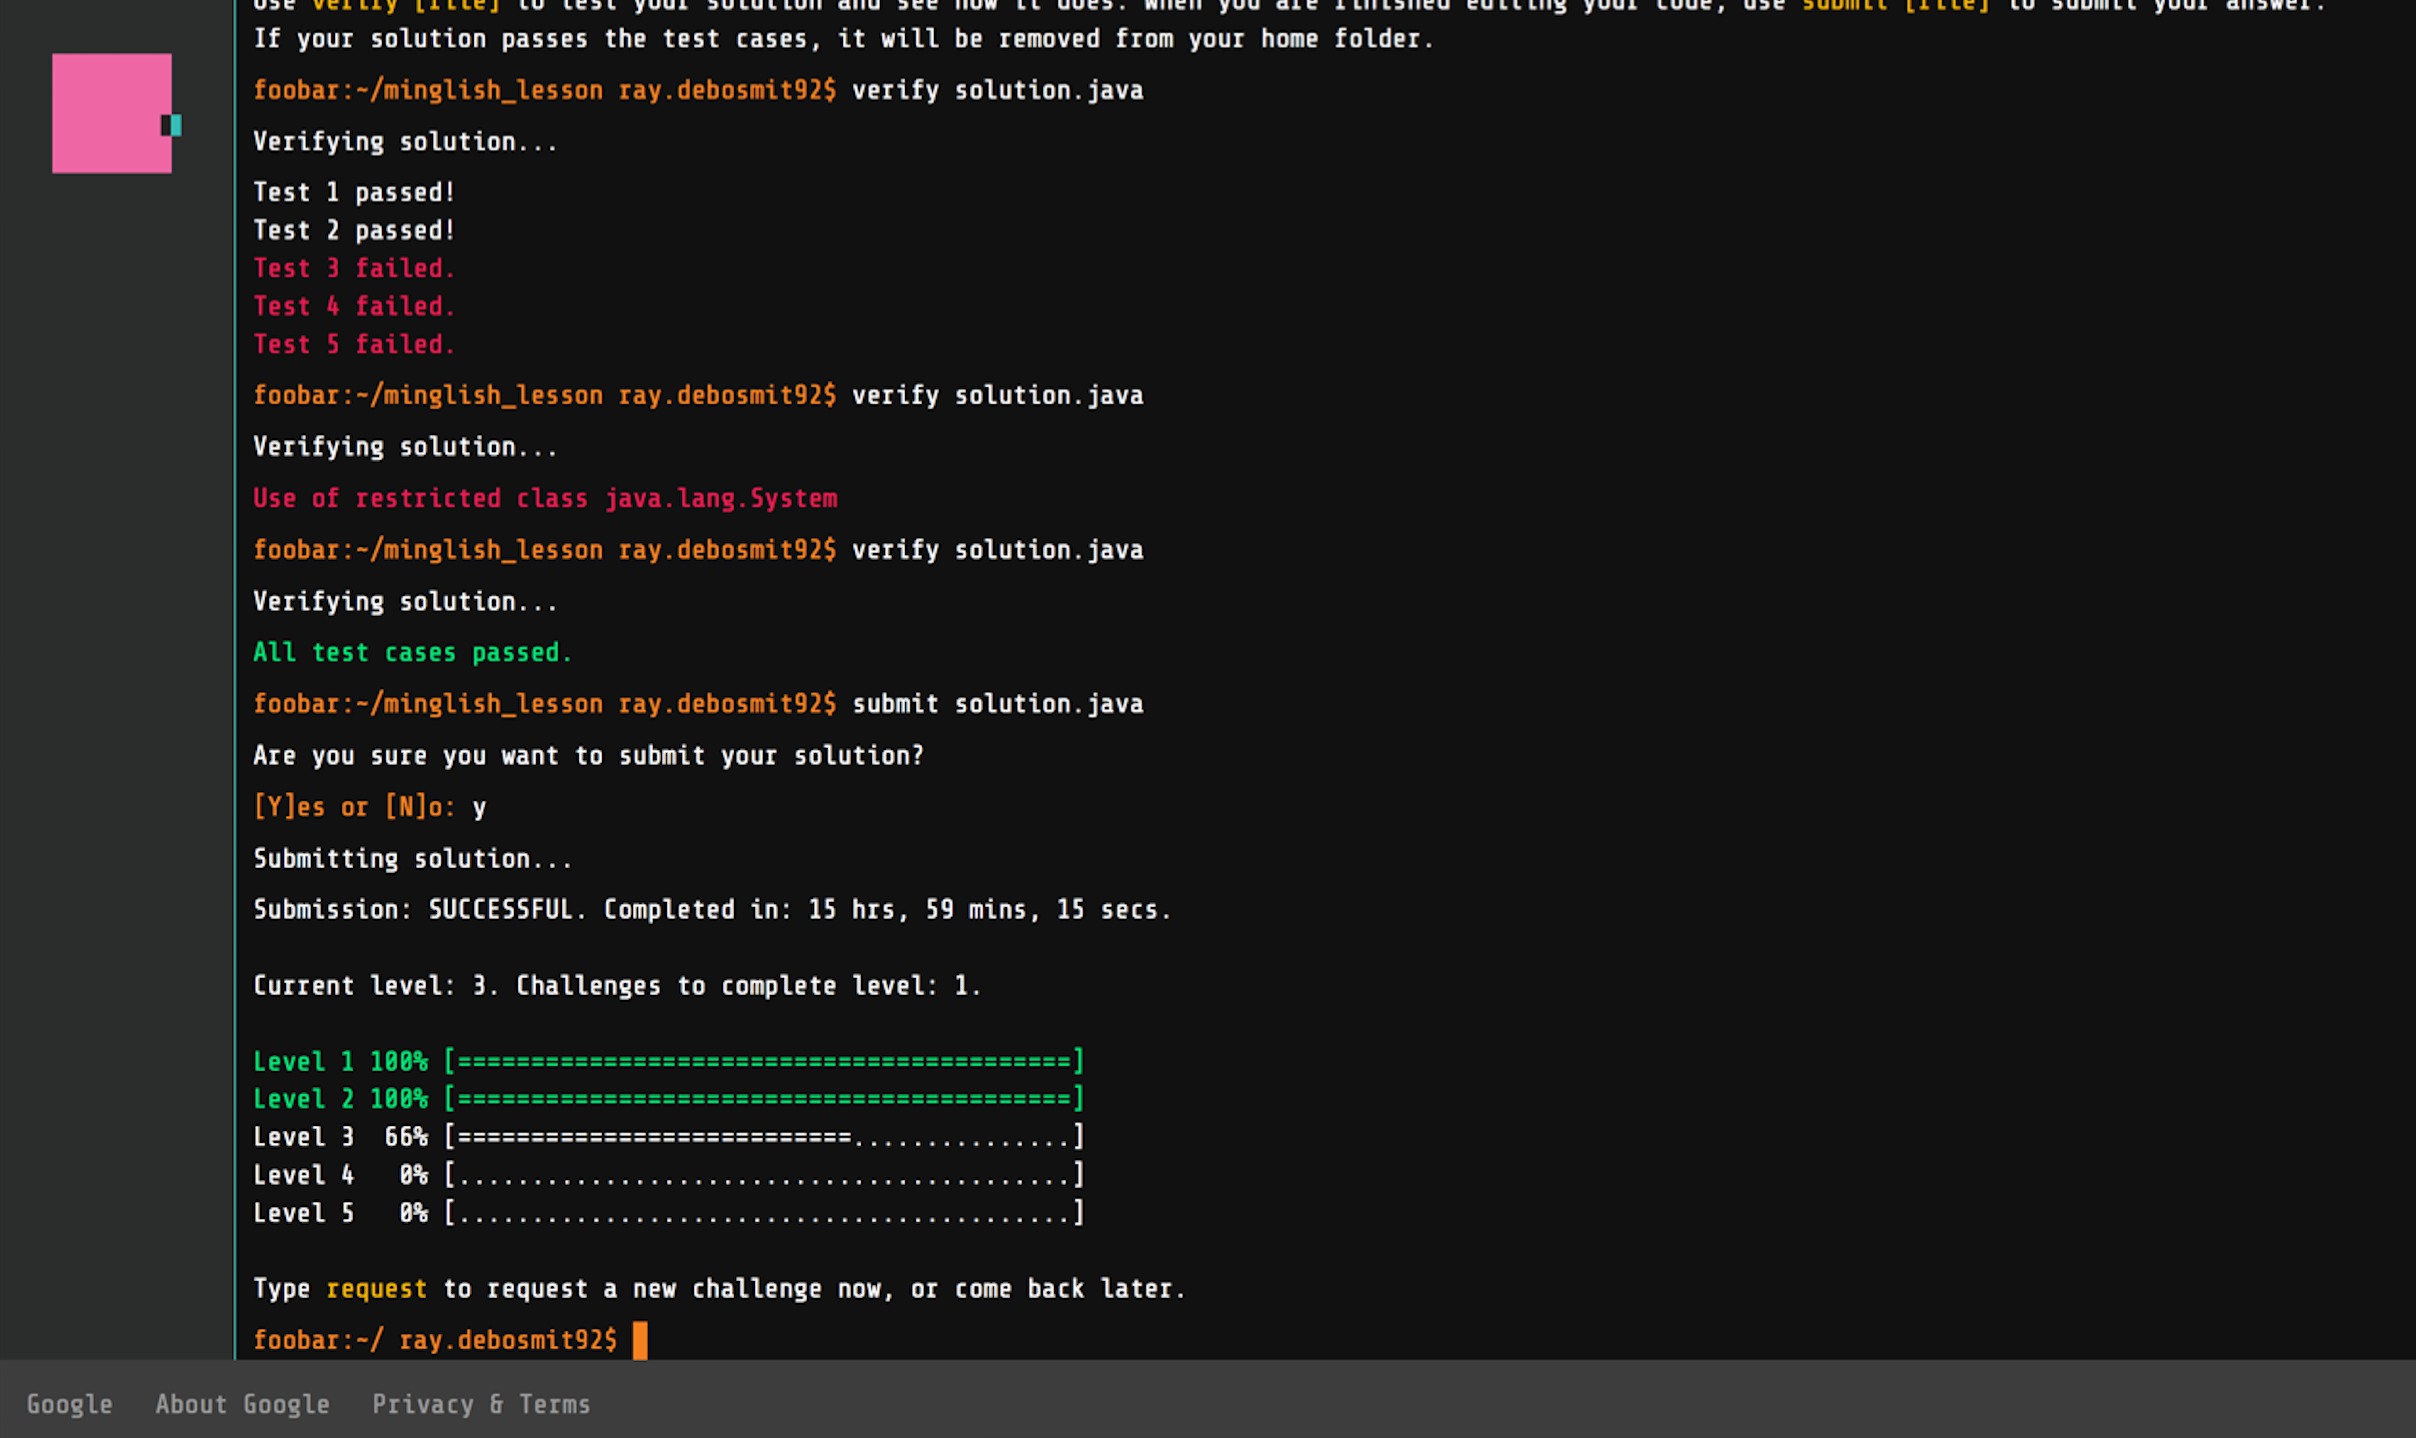 Use verify [file] to test your solution and see how it does. When you are finished editing your code, use submit [file] to submit your answer.
If your solution passes the test cases, it will be removed from your home folder.
foobar:~/minglish_lesson ray.debosmit92$ verify solution.java
Verifying solution...
Test 1 passed!
Test 2 passed!
Test 3 failed.
Test 4 failed.
Test 5 failed.
foobar:~/minglish_lesson ray.debosmit92$ verify solution.java
Verifying solution...
Use of restricted class java.lang.System
foobar:~/minglish_lesson ray.debosmit92$ verify solution.java
Verifying solution...
All test cases passed.
foobar:~/minglish_lesson ray.debosmit92$ submit solution.java
Are you sure you want to submit your solution?
[Y]es or [N]o: y
Submitting solution...
Submission: SUCCESSFUL. Completed in: 15 hrs, 59 mins, 15 secs.
Current level: 3. Challenges to complete level: 1.
Level 1 100% [==========================================]
Level 2 100% [==========================================]
Level 3  66% [===========================...............]
Level 4   0% [..........................................]
Level 5   0% [..........................................]
Type request to request a new challenge now, or come back later.
foobar:~/ ray.debosmit92$
Google About Google Privacy & Terms